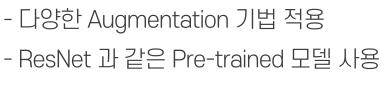 - 다양한 Augmentation 기법 적용
- ResNet 과 같은 Pre-trained 모델 사용